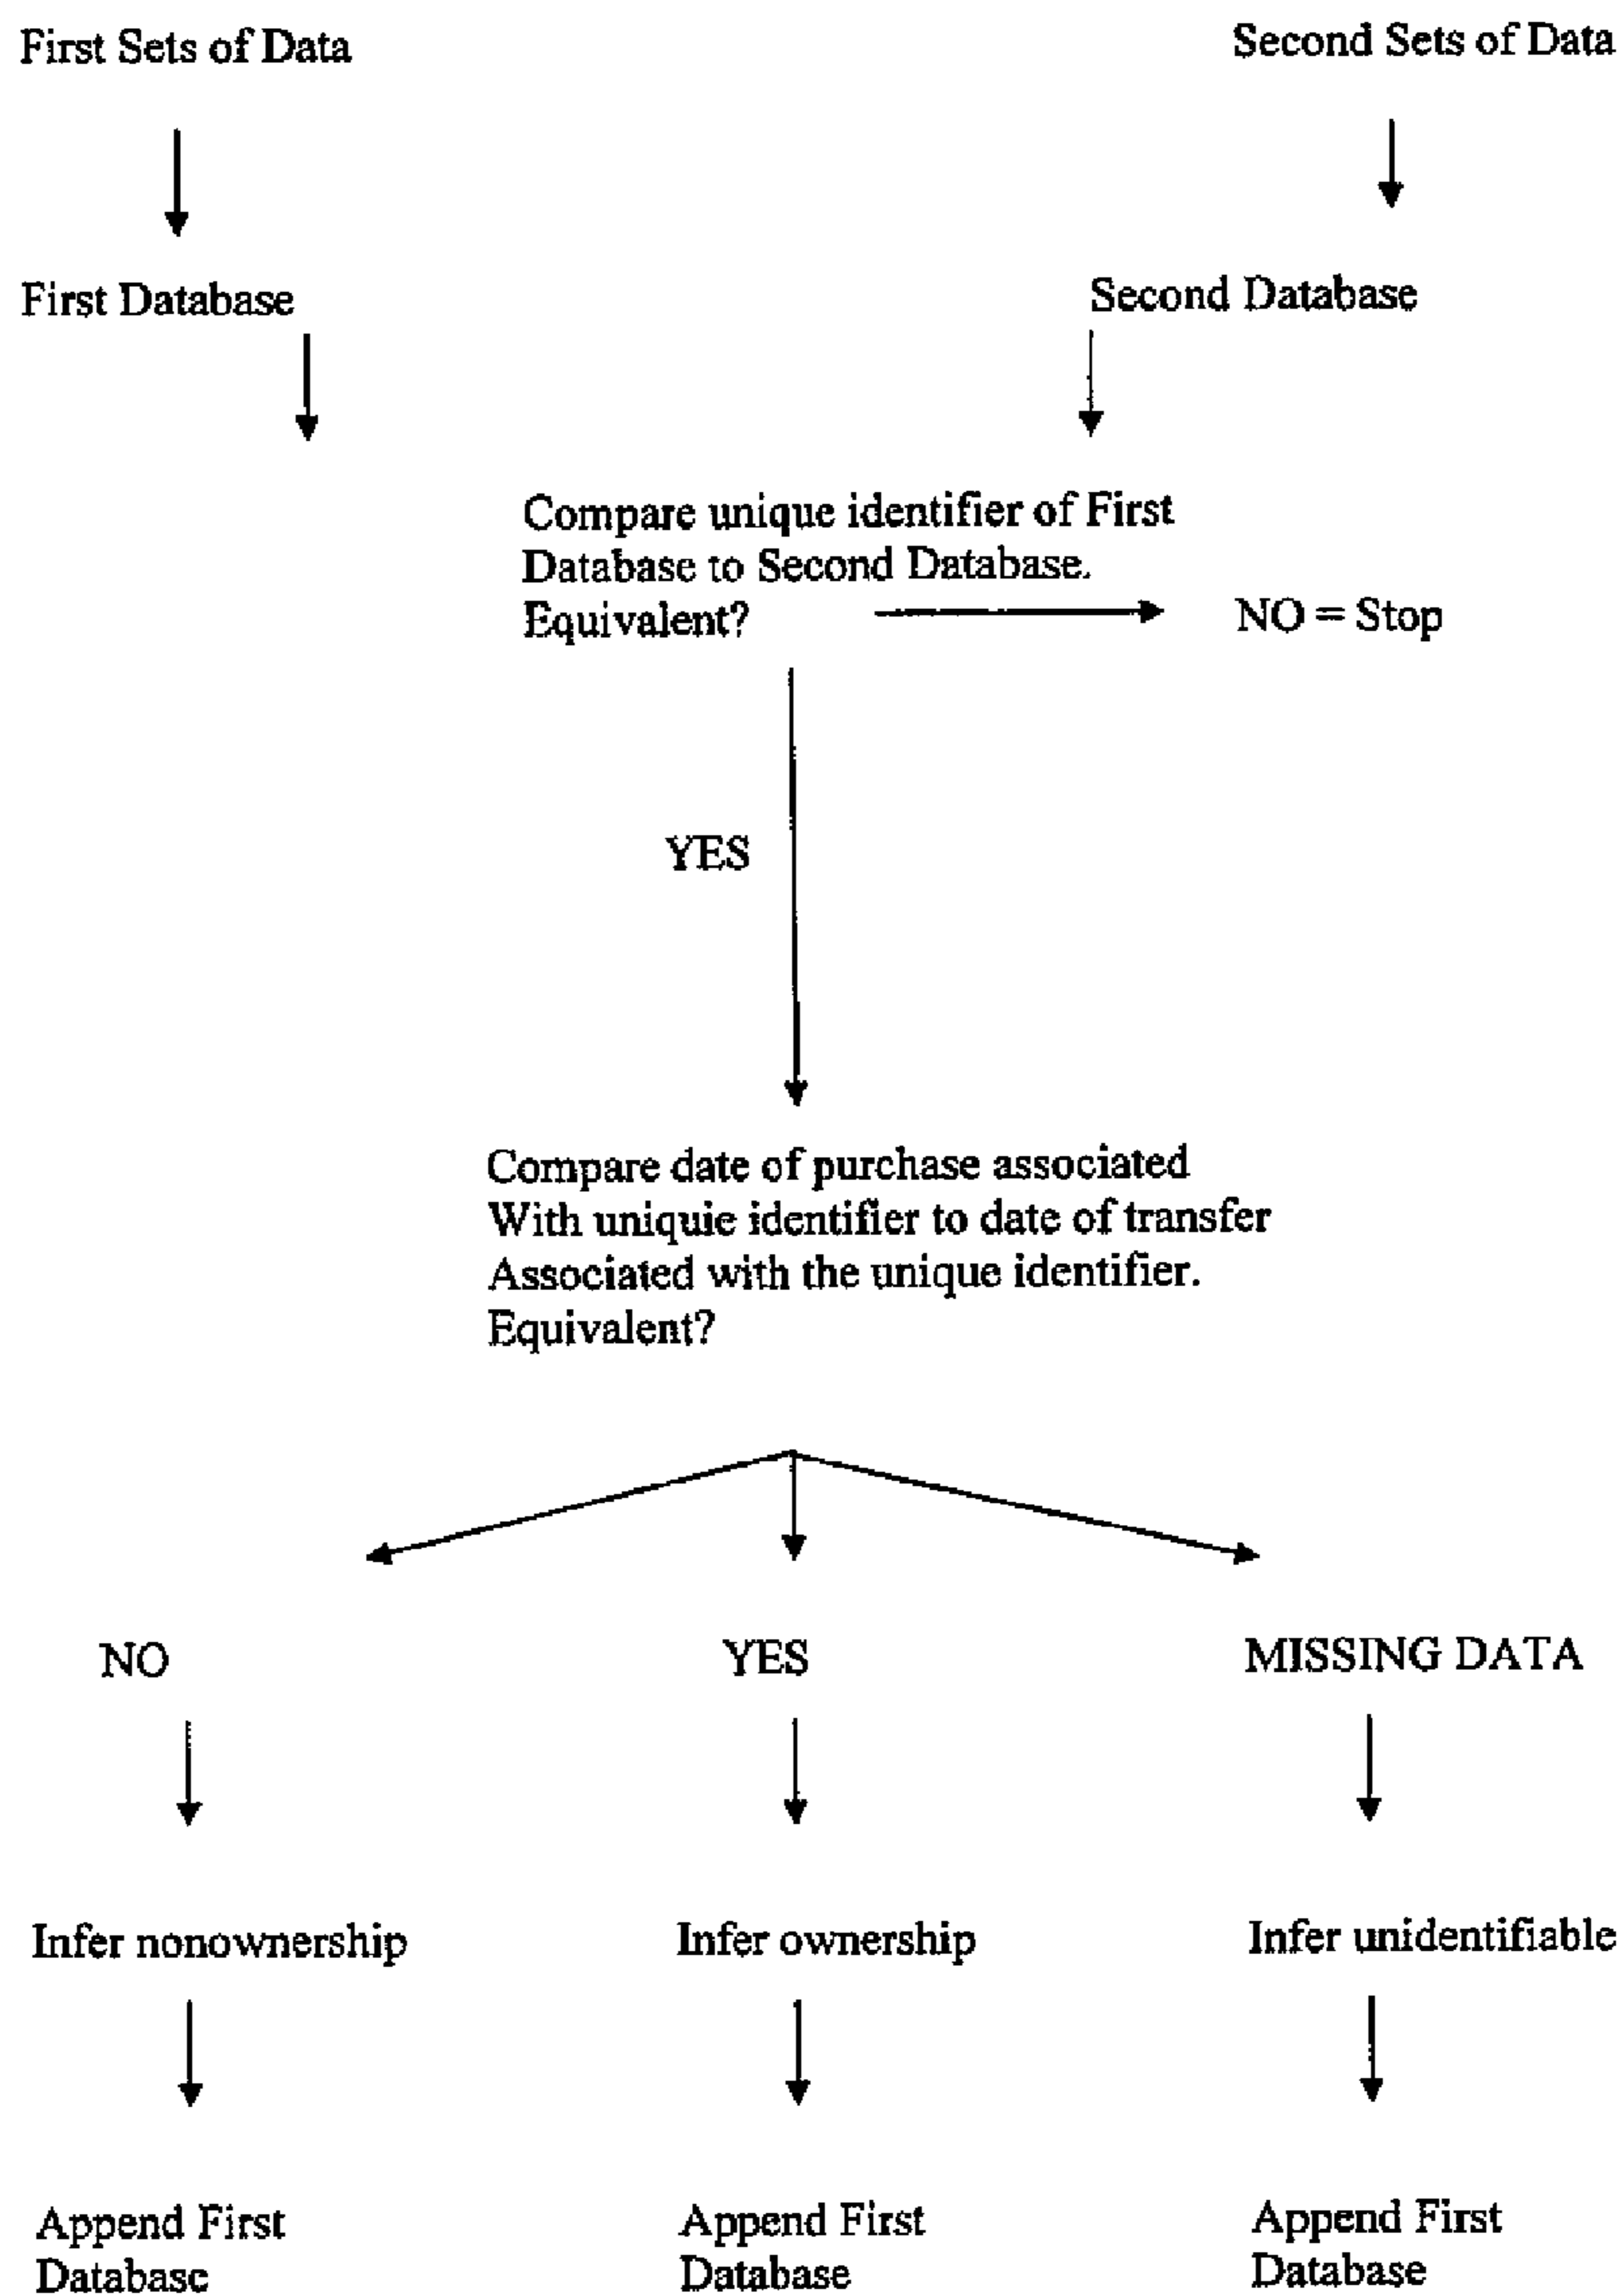 First Sets of Data
Second Sets of Data
First Database
Second Database
Compare unique identifier of First
Database to Second Database.
Equivalent?
NO = Stop
YES
Compare date of purchase associated
With uniquie identifier to date of transfer
Associated with the unique identifier.
Equivalent?
NO
YES
MISSING DATA
Infer nonownership
Infer ownership
Infer unidentifiable
Append First
Database
Append First
Database
Append First
Database